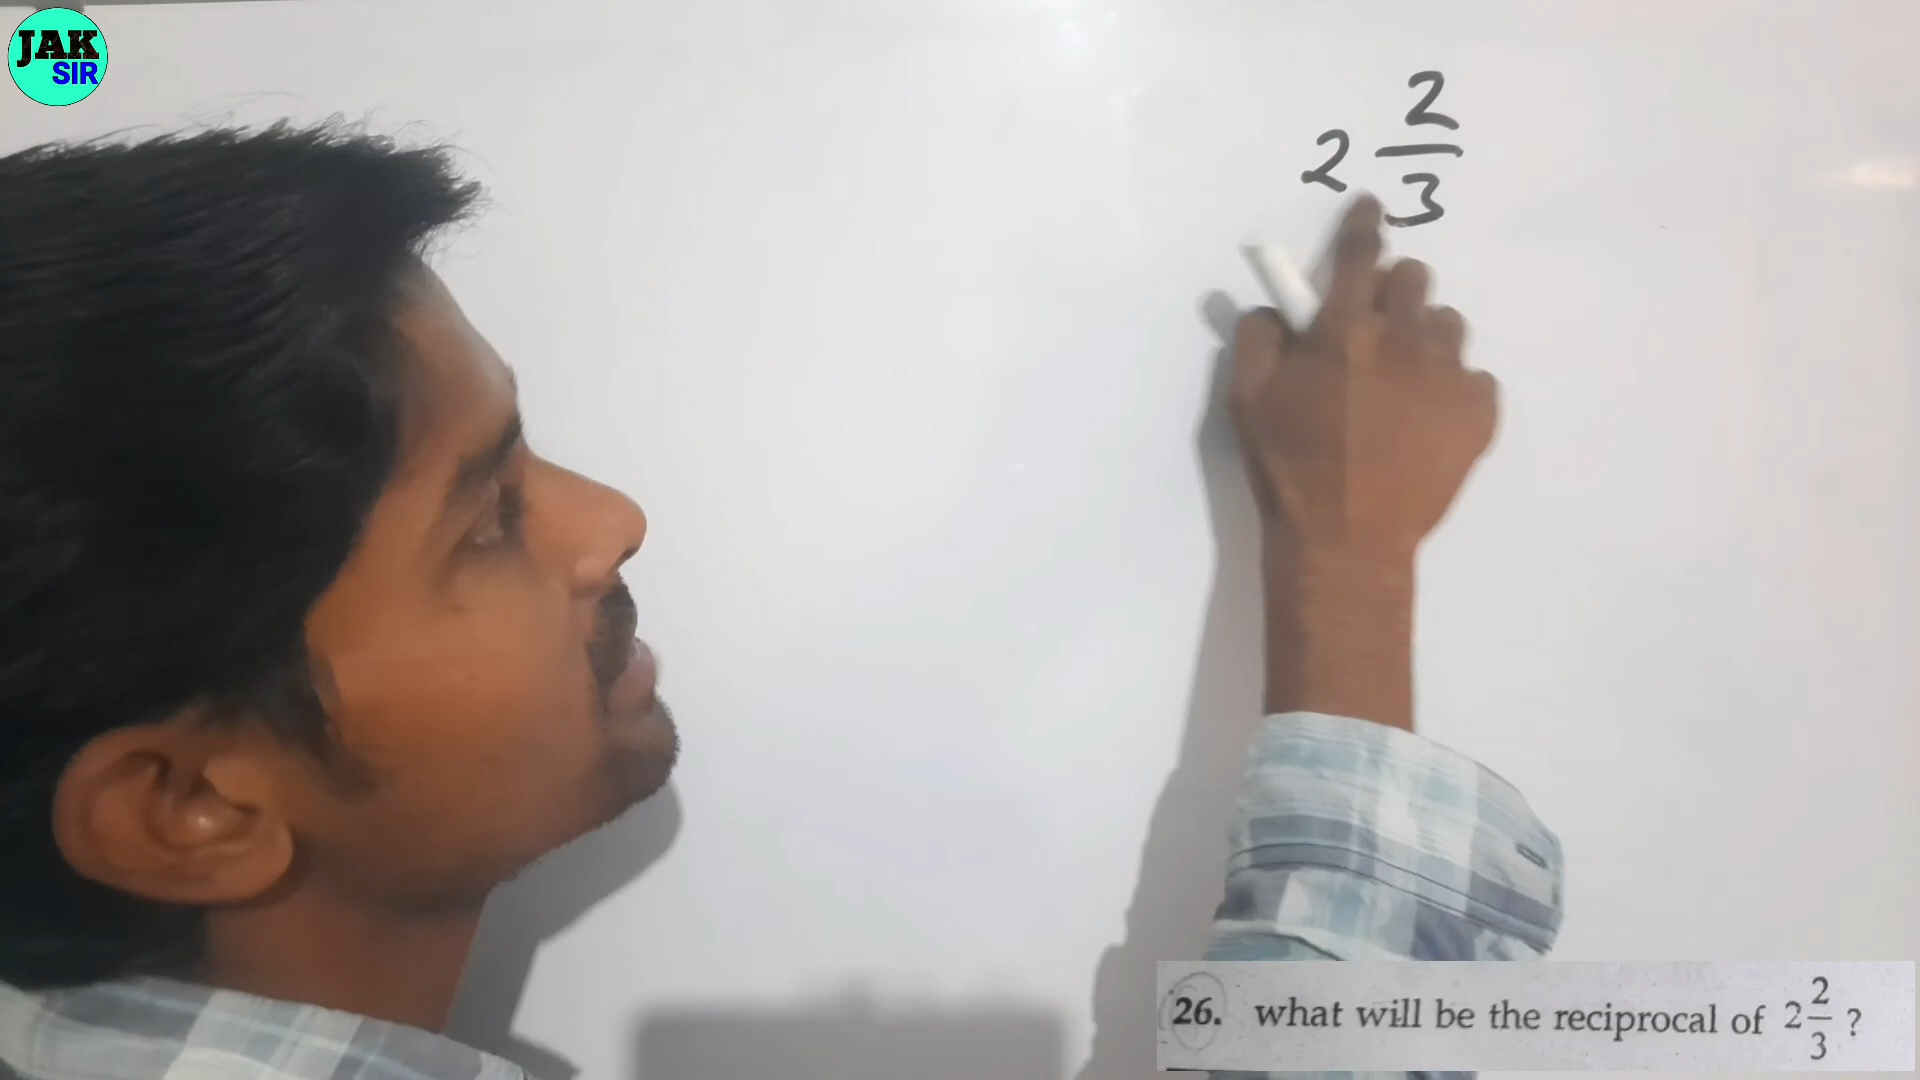 JAK
SIR
2 2/3
26. what will be the reciprocal of 2 2/3 ?